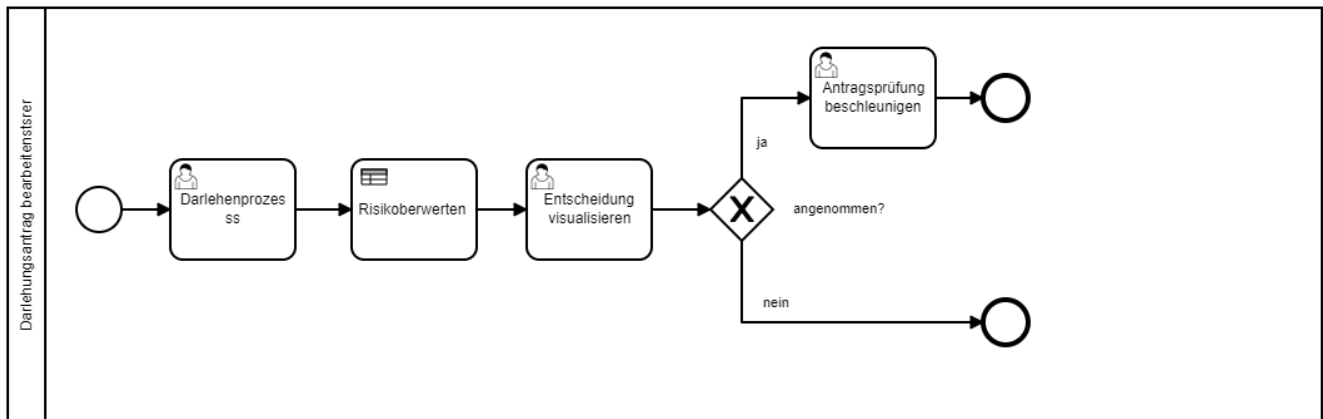 Darlehungsantrag bearbeitenstsrer
Darlehenprozes
ss
Risikoberwerten
Entscheidung
visualisieren
ja
Antragsprüfung
beschleunigen
angenommen?
nein